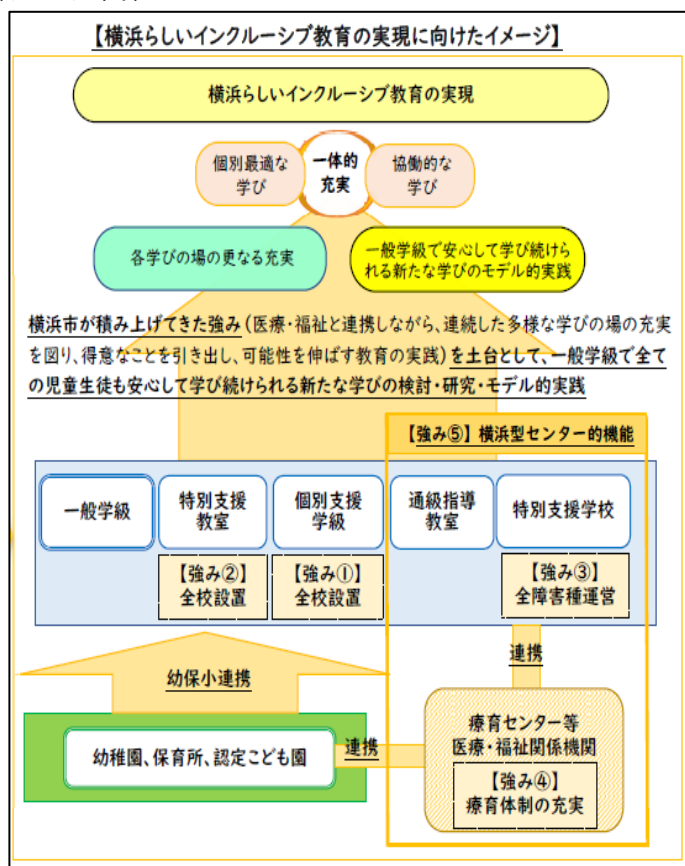 【横浜らしいインクルーシブ教育の実現に向けたイメージ】
横浜らしいインクルーシブ教育の実現
個別最適な
学び
一体的
充実
協働的な
学び
各学びの場の更なる充実
一般学級で安心して学び続けら
れる新たな学びのモデル的実践
横浜市が積み上げてきた強み(医療・福祉と連携しながら、連続した多様な学びの場の充実
を図り、得意なことを引き出し、可能性を伸ばす教育の実践)を土台として、一般学級で全て
の児童生徒も安心して学び続けられる新たな学びの検討・研究・モデル的実践
【強み⑤】横浜型センター的機能
一般学級
特別支援
教室
個別支援
学級
通級指導
教室
特別支援学校
【強み②】
全校設置
【強み①】
全校設置
【強み③】
全障害種運営
連携
幼保小連携
幼稚園、保育所、認定こども園
連携
療育センター等
医療・福祉関係機関
【強み④】
療育体制の充実